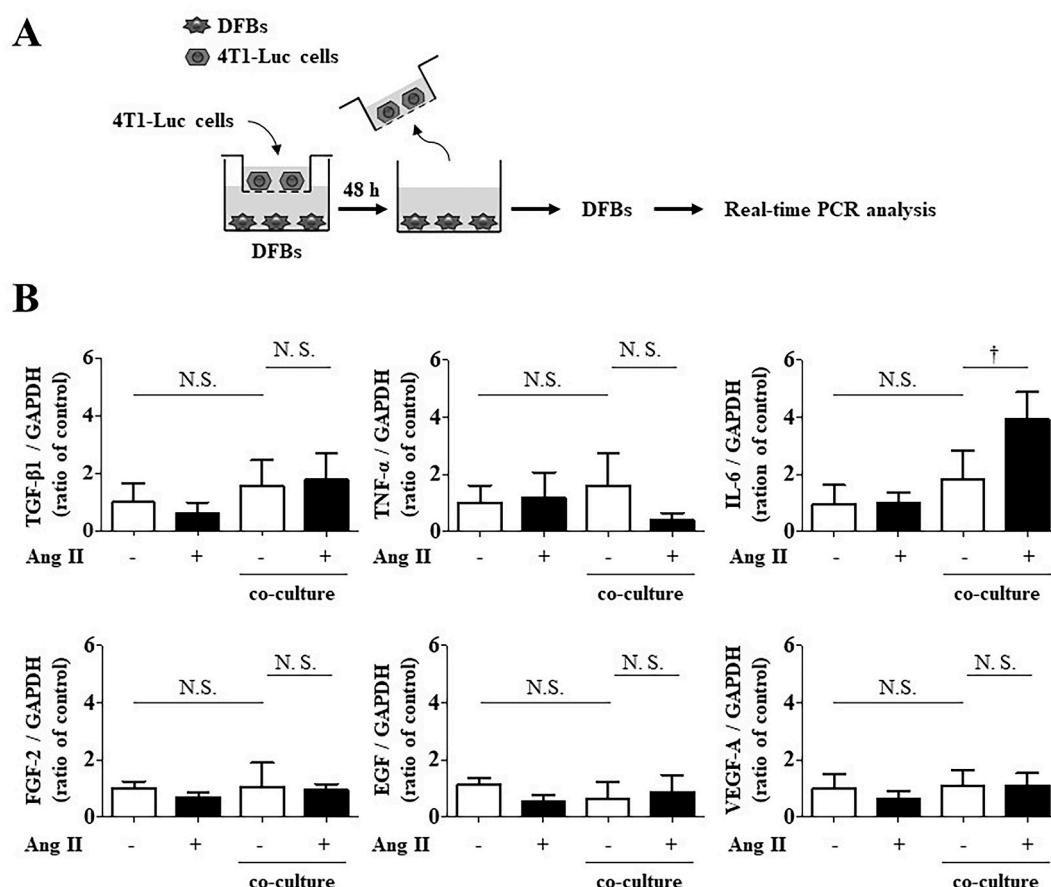 A
DFBs
4T1-Luc cells
4T1-Luc cells
48 h
DFBs
DFBs
Real-time PCR analysis
B
TGF-β1 / GAPDH
(ratio of control)
6
4
2
0
N.S.
N. S.
Ang II - + - +
co-culture
TNF-α / GAPDH
(ratio of control)
6
4
2
0
N.S.
N. S.
- + - +
co-culture
IL-6 / GAPDH
(ration of control)
6
4
2
0
N.S.
†
Ang II - + - +
co-culture
FGF-2 / GAPDH
(ratio of control)
6
4
2
0
N.S.
N. S.
Ang II - + - +
co-culture
EGF / GAPDH
(ratio of control)
6
4
2
0
N.S.
N. S.
Ang II - + - +
co-culture
VEGF-A / GAPDH
(ratio of control)
6
4
2
0
N.S.
N. S.
Ang II - + - +
co-culture